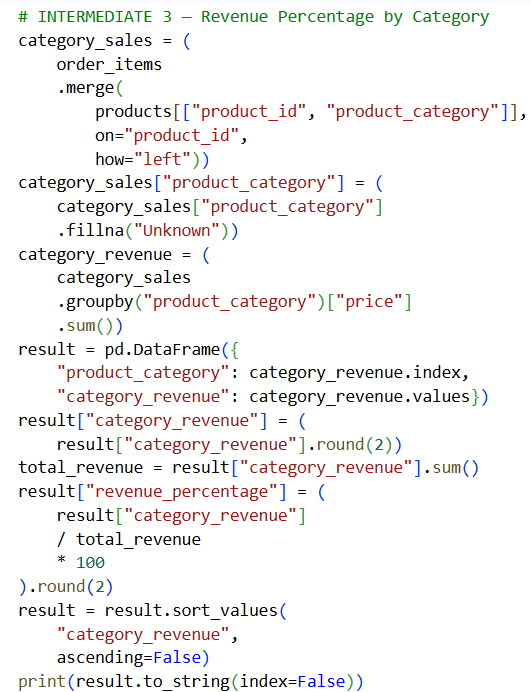 # INTERMEDIATE 3 — Revenue Percentage by Category
category_sales = (
    order_items
    .merge(
        products[["product_id", "product_category"]],
        on="product_id",
        how="left"))
category_sales["product_category"] = (
    category_sales["product_category"]
    .fillna("Unknown"))
category_revenue = (
    category_sales
    .groupby("product_category")["price"]
    .sum())
result = pd.DataFrame({
    "product_category": category_revenue.index,
    "category_revenue": category_revenue.values})
result["category_revenue"] = (
    result["category_revenue"].round(2))
total_revenue = result["category_revenue"].sum()
result["revenue_percentage"] = (
    result["category_revenue"]
    / total_revenue
    * 100
).round(2)
result = result.sort_values(
    "category_revenue",
    ascending=False)
print(result.to_string(index=False))